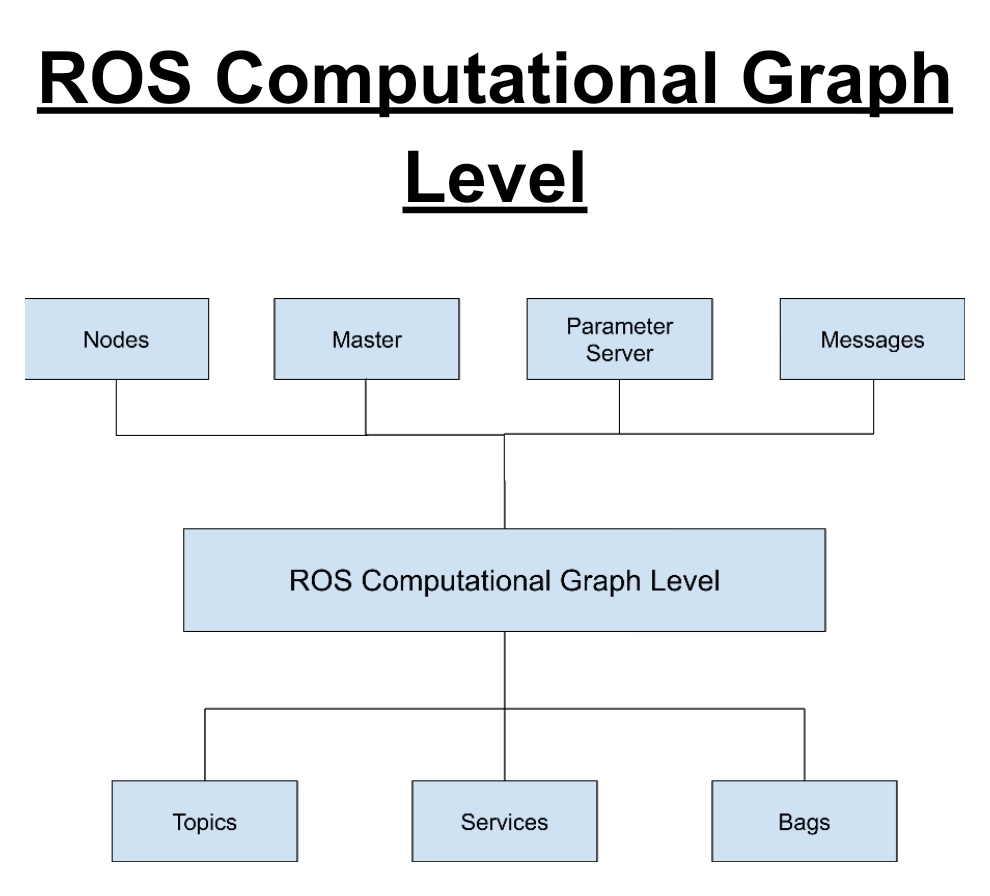 ROS Computational Graph
Level
Nodes
Master
Parameter
Server
Messages
ROS Computational Graph Level
Topics
Services
Bags